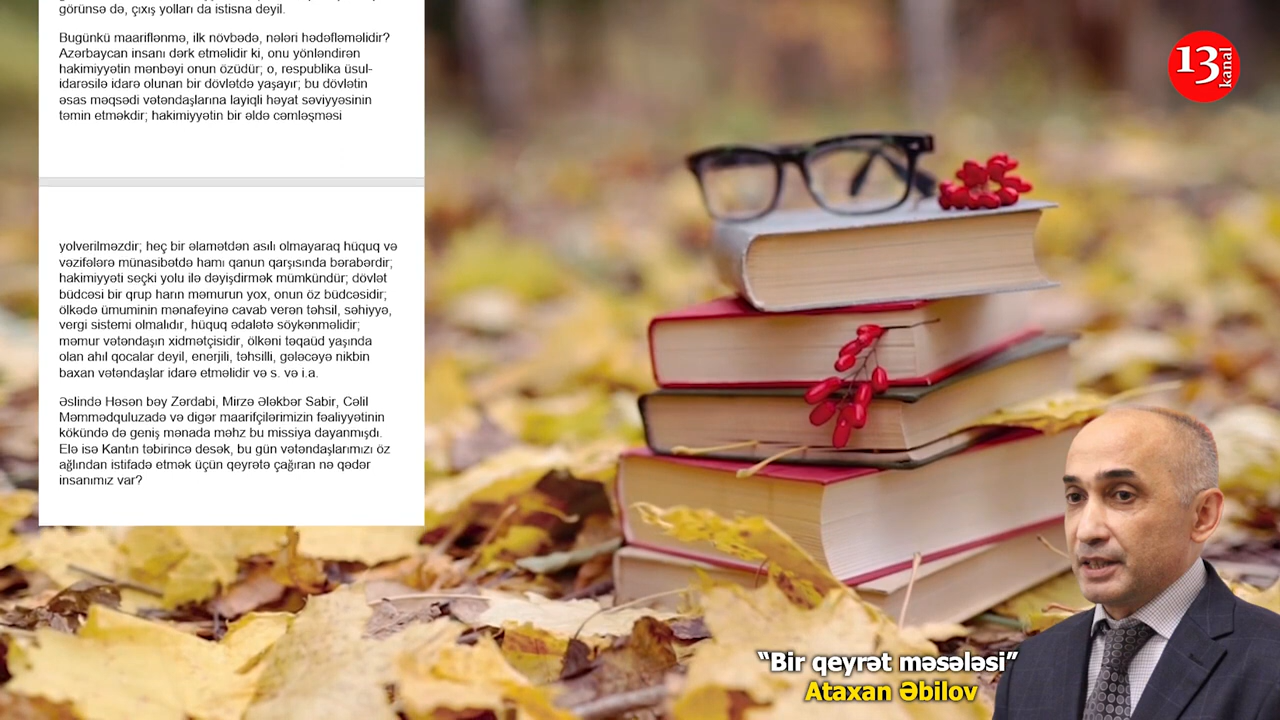 görünsə də, çıxış yolları da istisna deyil.
Bugünkü maariflənmə, ilk növbədə, nələri hədəfləməlidir?
Azərbaycan insanı dərk etməlidir ki, onu yönləndirən
hakimiyyətin mənbəyi onun özüdür; o, respublika üsul-
idarəsilə idarə olunan bir dövlətdə yaşayır; bu dövlətin
əsas məqsədi vətəndaşlarına layiqli həyat səviyyəsinin
təmin etməkdir; hakimiyyətin bir əldə cəmləşməsi
yolverilməzdir; heç bir əlamətdən asılı olmayaraq hüquq və
vəzifələrə münasibətdə hamı qanun qarşısında bərabərdir;
hakimiyyəti seçki yolu ilə dəyişdirmək mümkündür; dövlət
büdcəsi bir qrup harın məmurun yox, onun öz büdcəsidir;
ölkədə ümuminin mənafeyinə cavab verən təhsil, səhiyyə,
vergi sistemi olmalıdır, hüquq ədalətə söykənməlidir;
məmur vətəndaşın xidmətçisidir, ölkəni təqaüd yaşında
olan ahıl qocalar deyil, enerjili, təhsilli, gələcəyə nikbin
baxan vətəndaşlar idarə etməlidir və s. və i.a.
Əslində Həsən bəy Zərdabi, Mirzə Ələkbər Sabir, Cəlil
Məmmədquluzadə və digər maarifçilərimizin fəaliyyətinin
kökündə də geniş mənada məhz bu missiya dayanmışdı.
Elə isə Kantın təbirincə desək, bu gün vətəndaşlarımızı öz
ağlından istifadə etmək üçün qeyrətə çağıran nə qədər
insanımız var?
13
kanal
“Bir qeyrət məsələsi”
Ataxan Əbilov